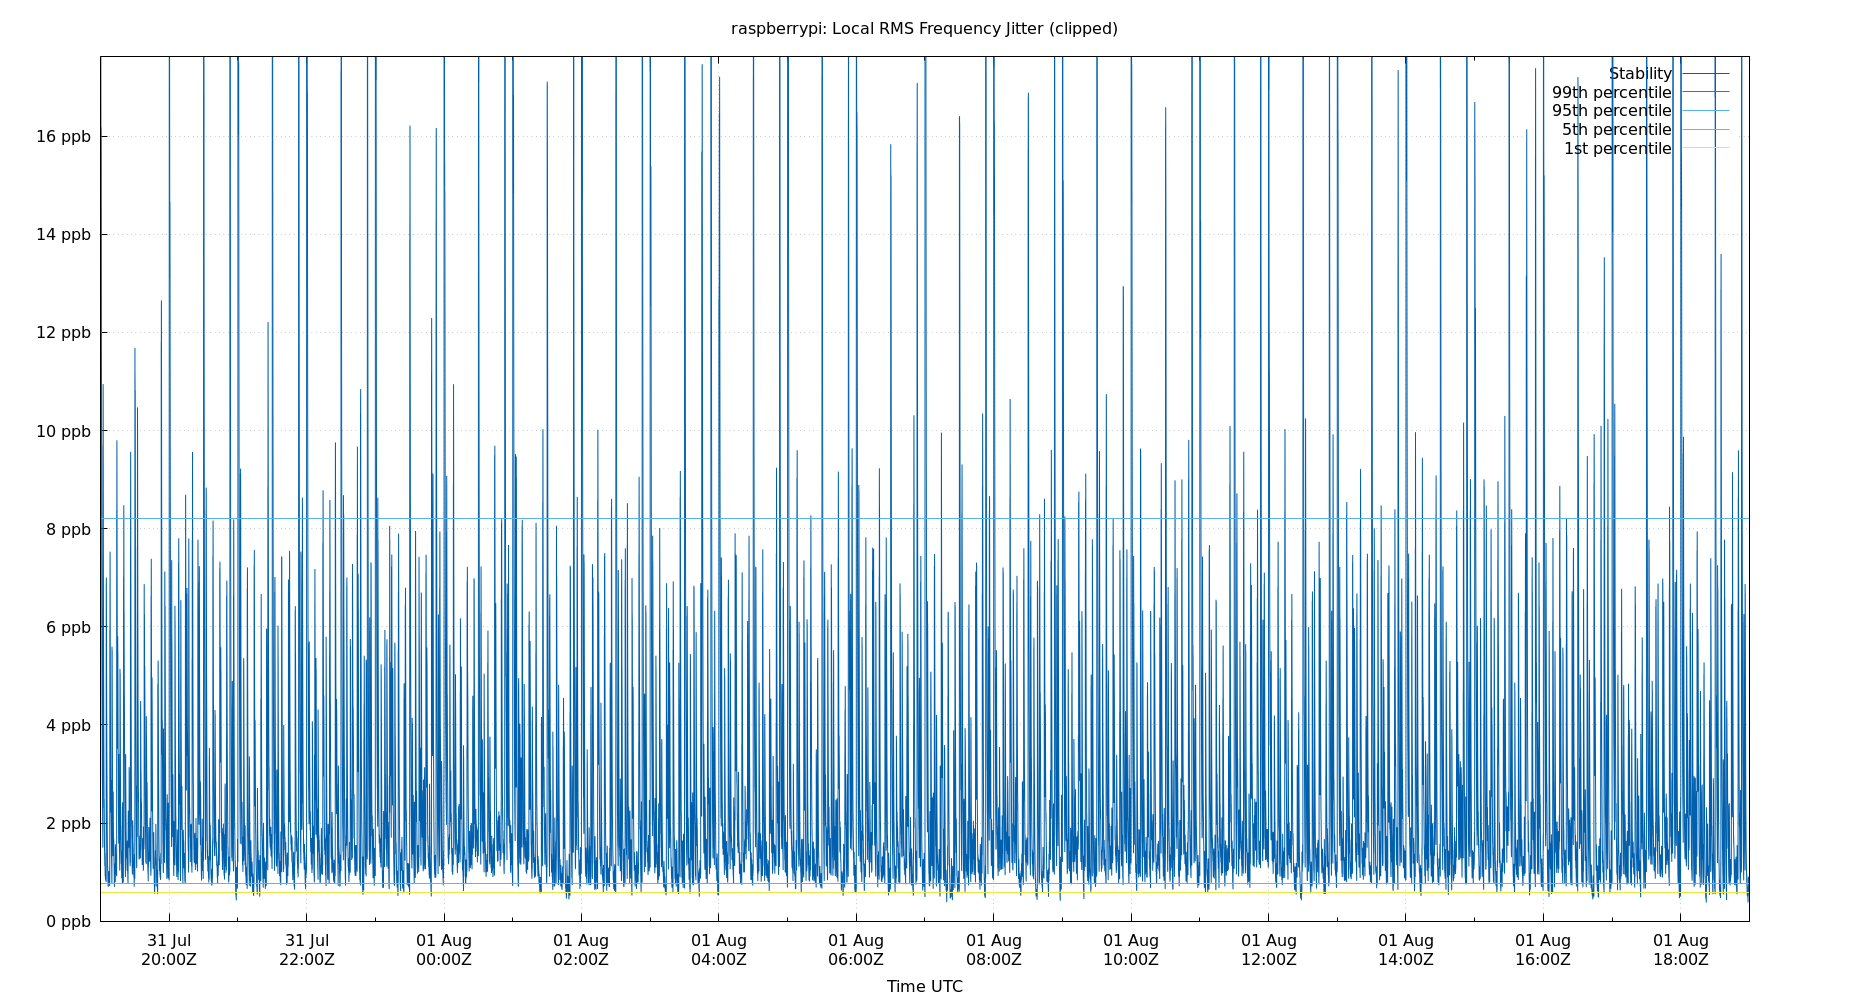 raspberrypi: Local RMS Frequency Jitter (clipped)
Stability
99th percentile
95th percentile
5th percentile
1st percentile
16 ppb
14 ppb
12 ppb
10 ppb
8 ppb
6 ppb
4 ppb
2 ppb
0 ppb
31 Jul 31 Jul 01 Aug 01 Aug 01 Aug 01 Aug 01 Aug 01 Aug 01 Aug 01 Aug 01 Aug 01 Aug
20:00Z 22:00Z 00:00Z 02:00Z 04:00Z 06:00Z 08:00Z 10:00Z 12:00Z 14:00Z 16:00Z 18:00Z
Time UTC